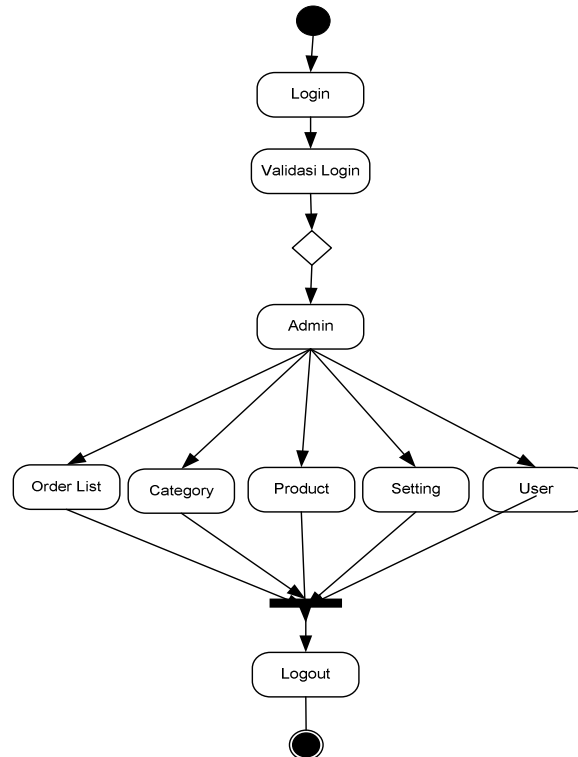 Login
Validasi Login
Admin
Order List
Category
Product
Setting
User
Logout